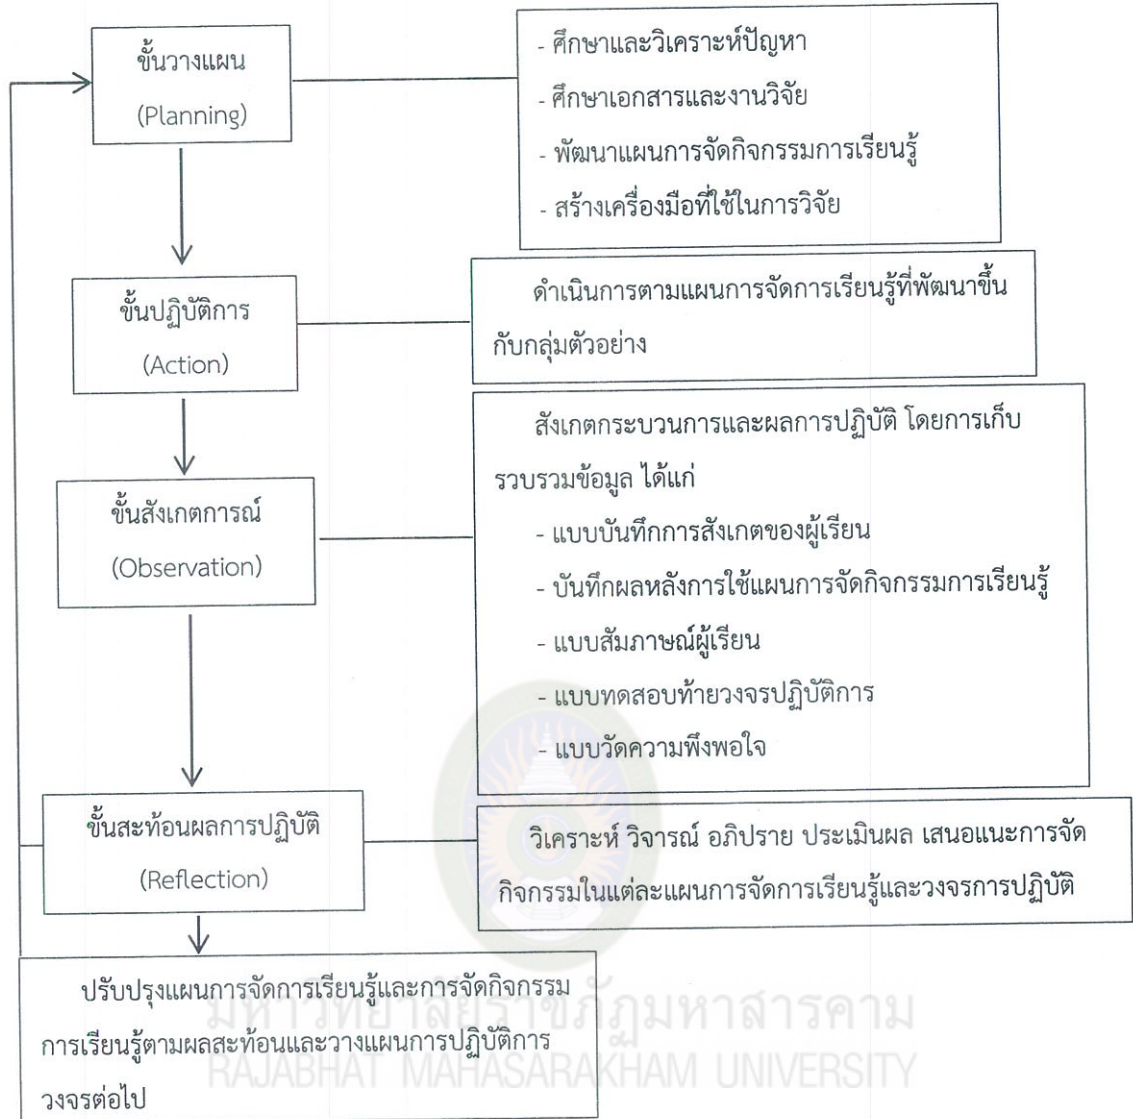 ขั้นวางแผน
(Planning)
- ศึกษาและวิเคราะห์ปัญหา
- ศึกษาเอกสารและงานวิจัย
- พัฒนาแผนการจัดกิจกรรมการเรียนรู้
- สร้างเครื่องมือที่ใช้ในการวิจัย
ขั้นปฏิบัติการ
(Action)
ดำเนินการตามแผนการจัดการเรียนรู้ที่พัฒนาขึ้น
กับกลุ่มตัวอย่าง
ขั้นสังเกตการณ์
(Observation)
สังเกตกระบวนการและผลการปฏิบัติ โดยการเก็บ
รวบรวมข้อมูล ได้แก่
- แบบบันทึกการสังเกตของผู้เรียน
- บันทึกผลหลังการใช้แผนการจัดกิจกรรมการเรียนรู้
- แบบสัมภาษณ์ผู้เรียน
- แบบทดสอบท้ายวงจรปฏิบัติการ
- แบบวัดความพึงพอใจ
ขั้นสะท้อนผลการปฏิบัติ
(Reflection)
วิเคราะห์ วิจารณ์ อภิปราย ประเมินผล เสนอแนะการจัด
กิจกรรมในแต่ละแผนการจัดการเรียนรู้และวงจรการปฏิบัติ
ปรับปรุงแผนการจัดการเรียนรู้และการจัดกิจกรรม
การเรียนรู้ตามผลสะท้อนและวางแผนการปฏิบัติการ
วงจรต่อไป
มหาวิทยาลัยราชภัฏมหาสารคาม
RAJABHAT MAHASARAKHAM UNIVERSITY